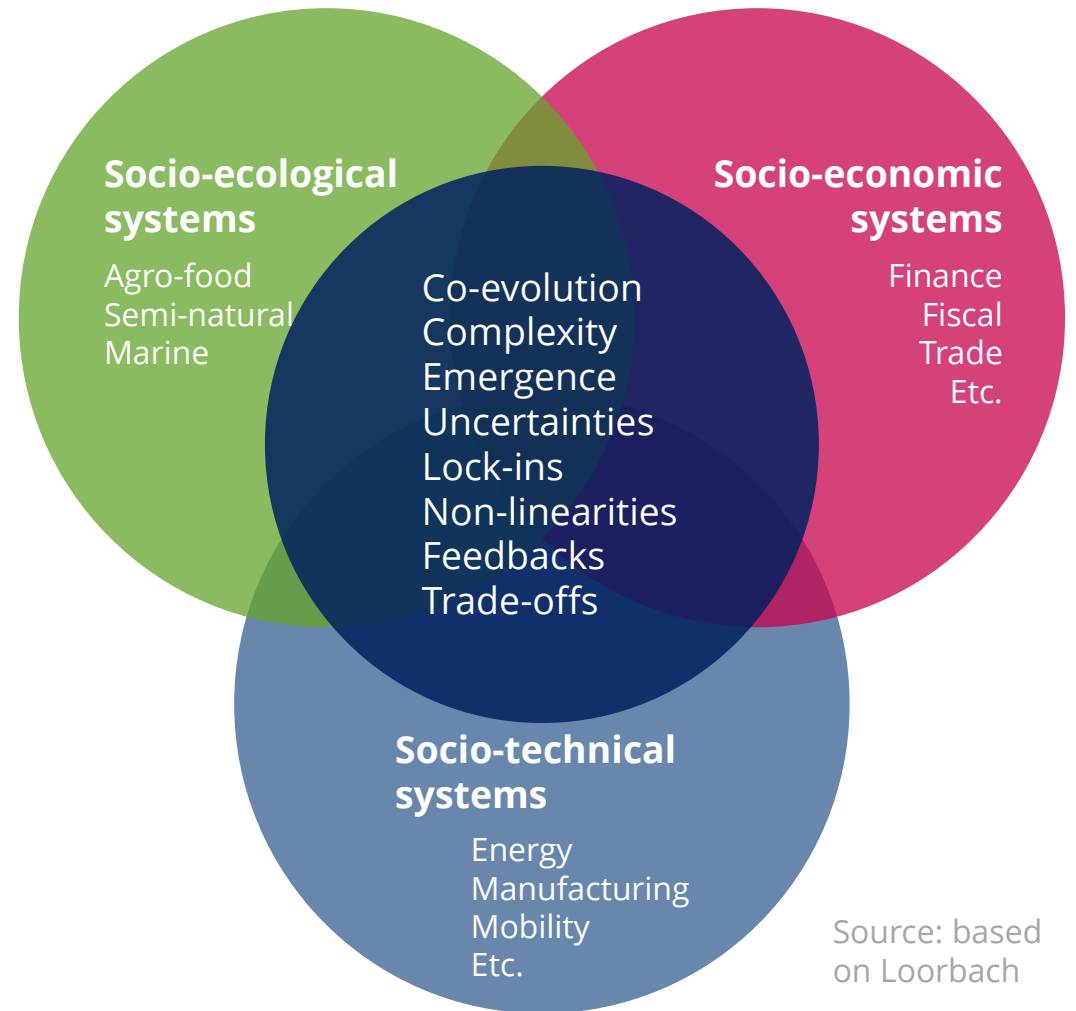 Socio-ecological
systems
Agro-food
Semi-natural
Marine
Socio-economic
systems
Finance
Fiscal
Trade
Etc.
Co-evolution
Complexity
Emergence
Uncertainties
Lock-ins
Non-linearities
Feedbacks
Trade-offs
Socio-technical
systems
Energy
Manufacturing
Mobility
Etc.
Source: based
on Loorbach